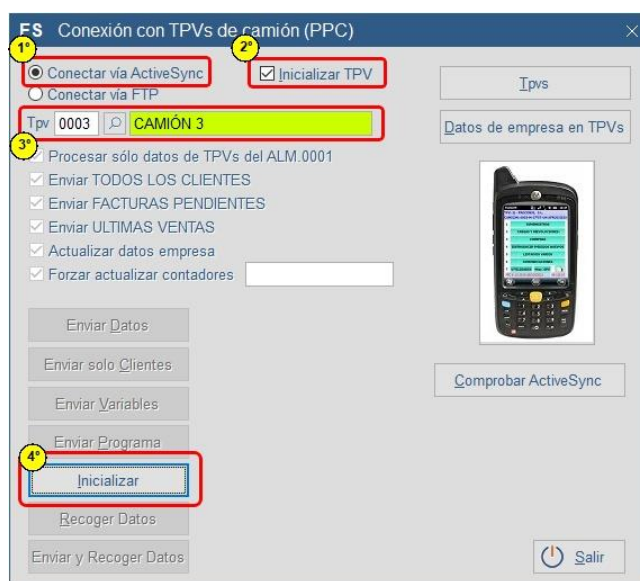 FS Conexión con TPVs de camión (PPC)
1º
2º
Conectar vía ActiveSync
Inicializar TPV
Tpvs
Conectar vía FTP
Tpv 0003 CAMIÓN 3
Datos de empresa en TPVs
3º
Procesar sólo datos de TPVs del ALM.0001
Enviar TODOS LOS CLIENTES
Enviar FACTURAS PENDIENTES
Enviar ULTIMAS VENTAS
Actualizar datos empresa
Forzar actualizar contadores
Enviar Datos
Enviar solo Clientes
Comprobar ActiveSync
Enviar Variables
Enviar Programa
4º
Inicializar
Recoger Datos
Enviar y Recoger Datos
Salir